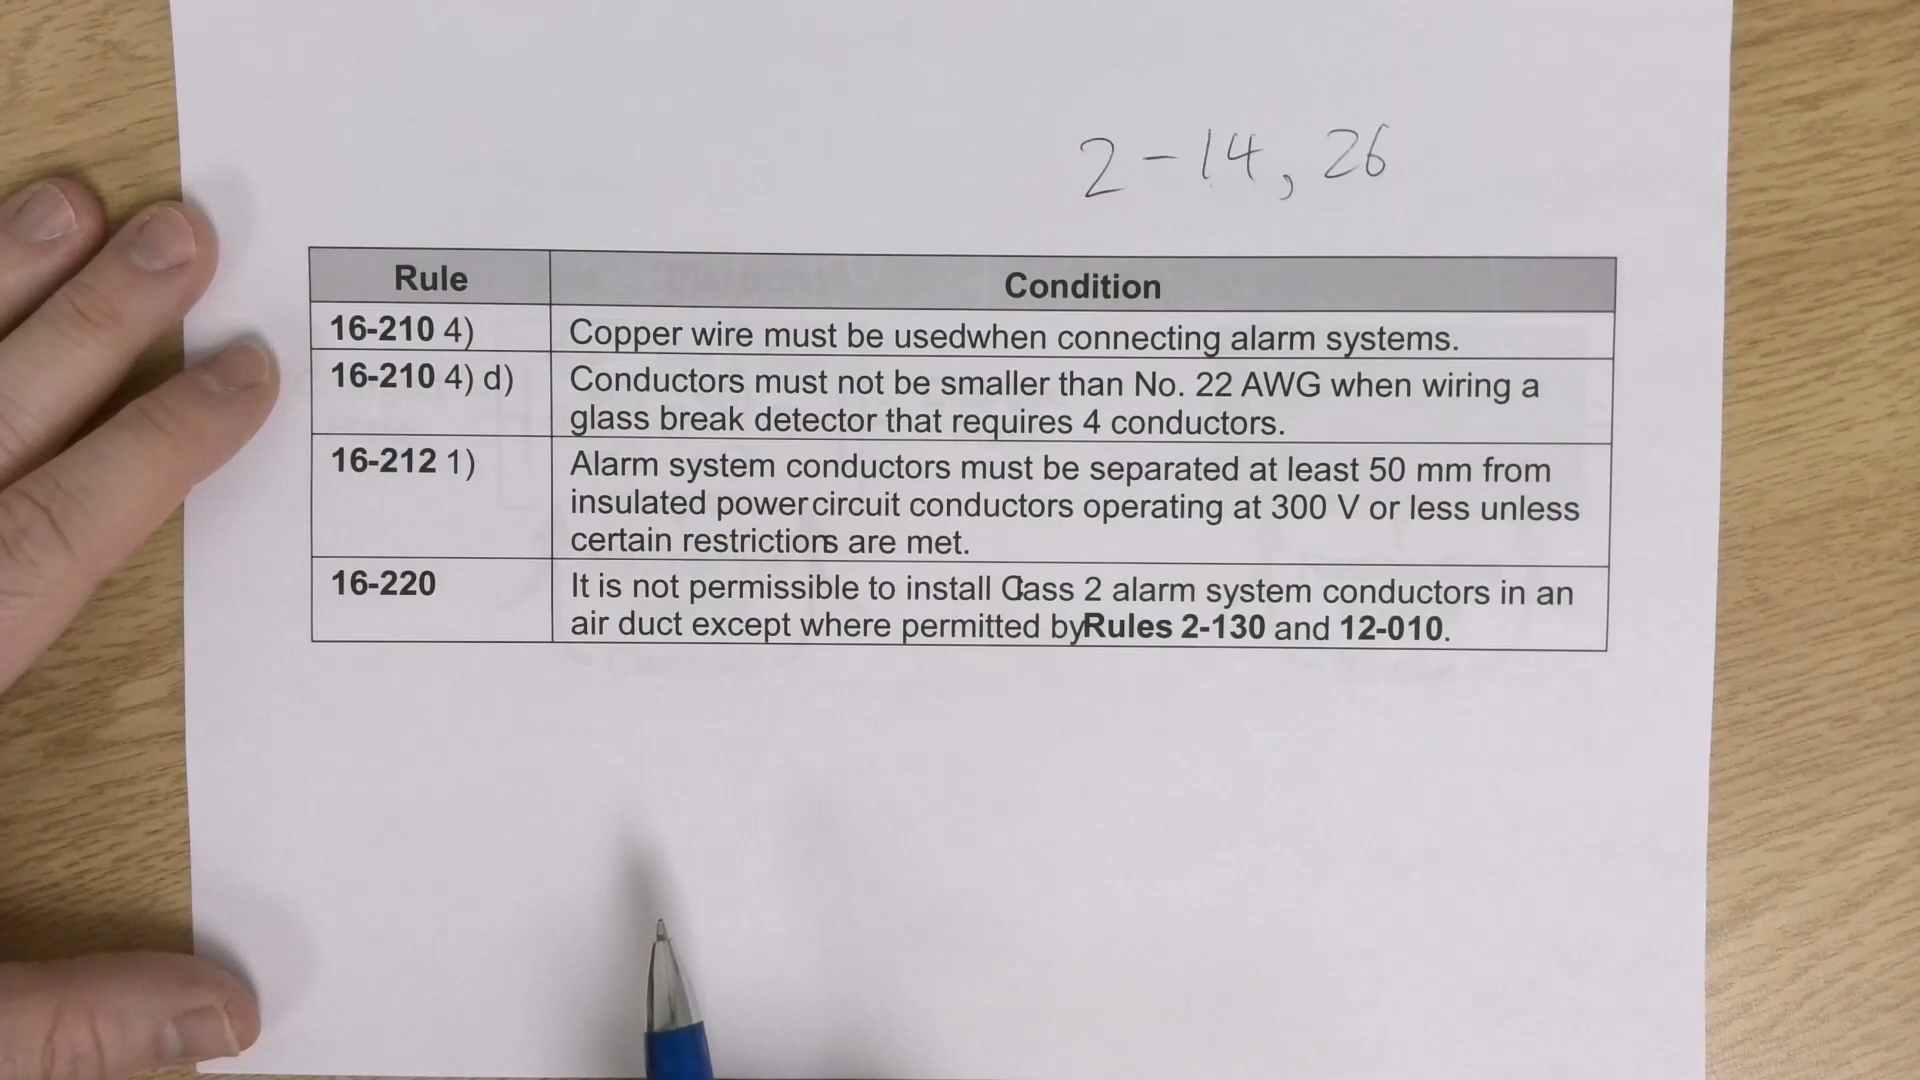 2-14, 26
Rule Condition
16-210 4) Copper wire must be usedwhen connecting alarm systems.
16-210 4) d) Conductors must not be smaller than No. 22 AWG when wiring a
glass break detector that requires 4 conductors.
16-212 1) Alarm system conductors must be separated at least 50 mm from
insulated power circuit conductors operating at 300 V or less unless
certain restrictions are met.
16-220 It is not permissible to install Class 2 alarm system conductors in an
air duct except where permitted byRules 2-130 and 12-010.